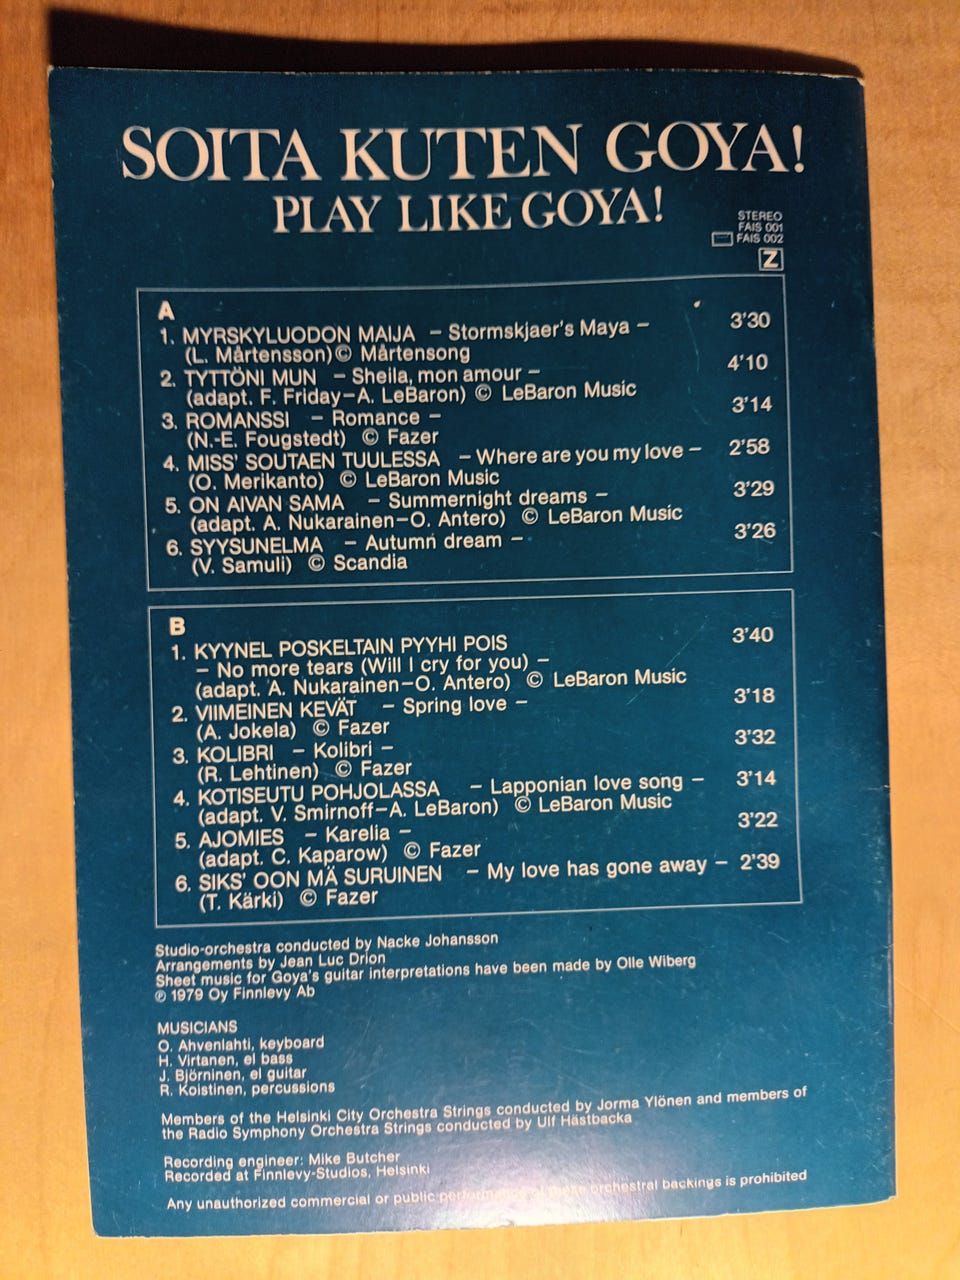 SOITA KUTEN GOYA!
PLAY LIKE GOYA!
STEREO
FAIS 001
FAIS 002
Z
A
1. MYRSKYLUODON MAIJA – Stormskjaer's Maya – 3'30
(L. Mårtensson) © Mårtensong
2. TYTTÖNI MUN – Sheila, mon amour – 4'10
(adapt. F. Friday–A. LeBaron) © LeBaron Music
3. ROMANSSI – Romance – 3'14
(N.-E. Fougstedt) © Fazer
4. MISS' SOUTAEN TUULESSA – Where are you my love – 2'58
(O. Merikanto) © LeBaron Music
5. ON AIVAN SAMA – Summernight dreams – 3'29
(adapt. A. Nukarainen–O. Antero) © LeBaron Music
6. SYYSUNELMA – Autumn dream – 3'26
(V. Samuli) © Scandia
B
1. KYYNEL POSKELTAIN PYYHI POIS 3'40
– No more tears (Will I cry for you) –
(adapt. A. Nukarainen–O. Antero) © LeBaron Music
2. VIIMEINEN KEVÄT – Spring love – 3'18
(A. Jokela) © Fazer
3. KOLIBRI – Kolibri – 3'32
(R. Lehtinen) © Fazer
4. KOTISEUTU POHJOLASSA – Lapponian love song – 3'14
(adapt. V. Smirnoff–A. LeBaron) © LeBaron Music
5. AJOMIES – Karelia – 3'22
(adapt. C. Kaparow) © Fazer
6. SIKS' OON MÄ SURUINEN – My love has gone away – 2'39
(T. Kärki) © Fazer
Studio-orchestra conducted by Nacke Johansson
Arrangements by Jean Luc Drion
Sheet music for Goya's guitar interpretations have been made by Olle Wiberg
℗ 1979 Oy Finnlevy Ab
MUSICIANS
O. Ahvenlahti, keyboard
H. Virtanen, el bass
J. Björninen, el guitar
R. Koistinen, percussions
Members of the Helsinki City Orchestra Strings conducted by Jorma Ylönen and members of
the Radio Symphony Orchestra Strings conducted by Ulf Hästbacka
Recording engineer: Mike Butcher
Recorded at Finnlevy-Studios, Helsinki
Any unauthorized commercial or public performance of these orchestral backings is prohibited